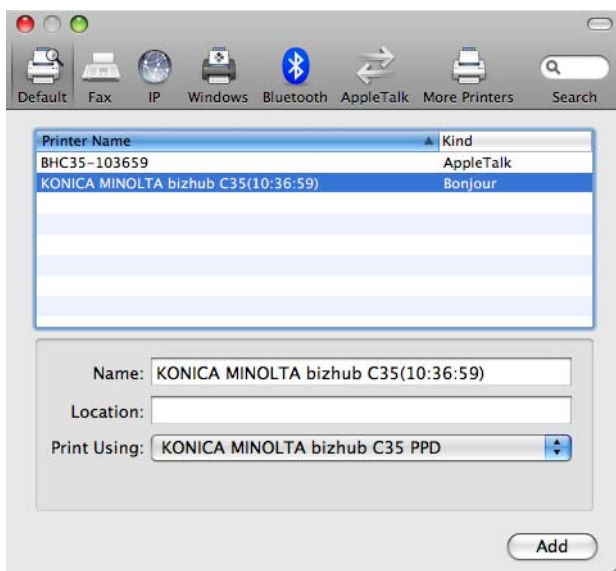 Default Fax IP Windows Bluetooth AppleTalk More Printers Search
Printer Name Kind
BHC35-103659 AppleTalk
KONICA MINOLTA bizhub C35(10:36:59) Bonjour
Name: KONICA MINOLTA bizhub C35(10:36:59)
Location:
Print Using: KONICA MINOLTA bizhub C35 PPD
Add